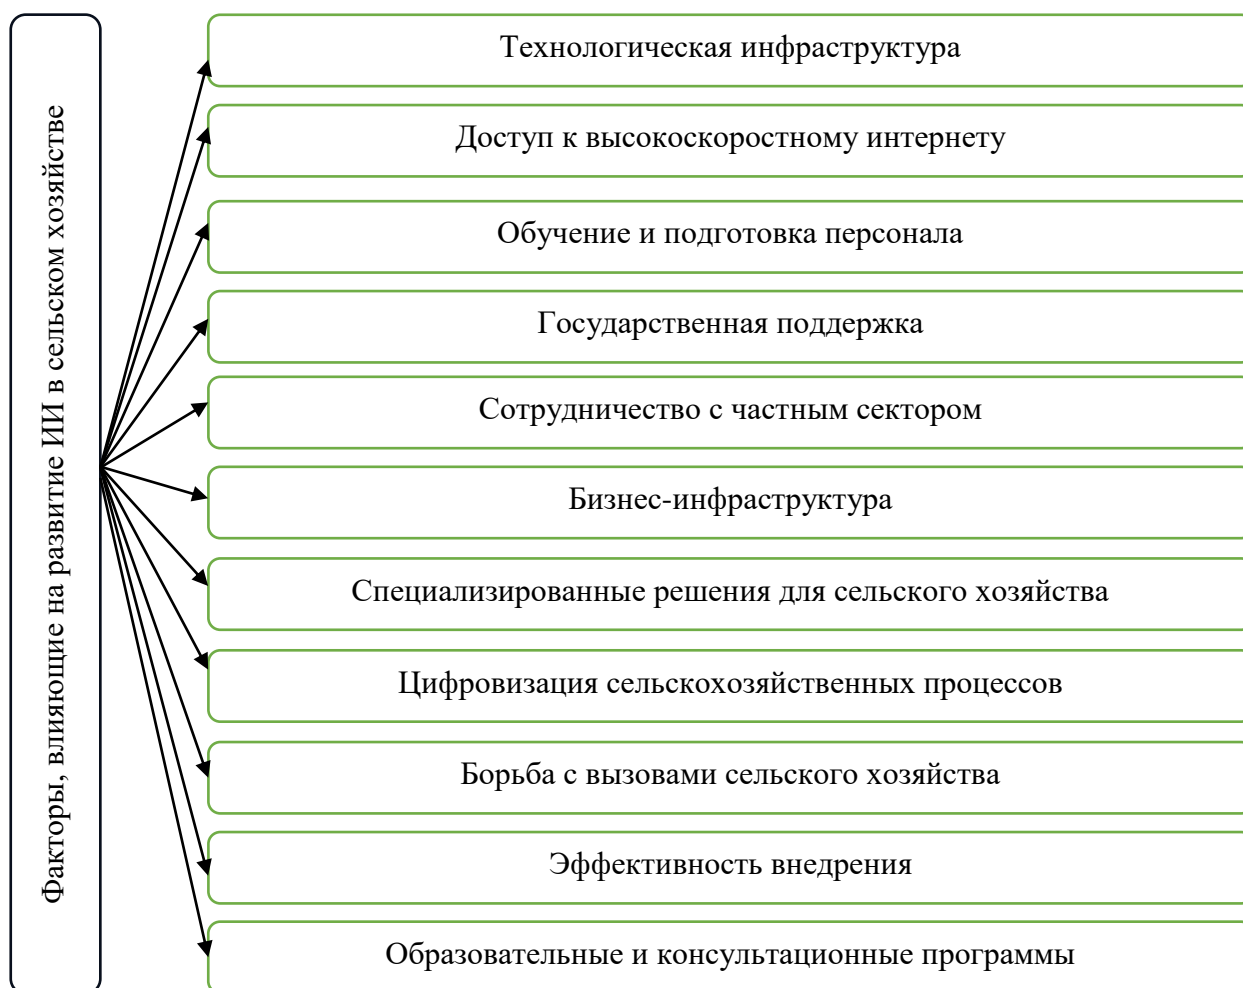 Факторы, влияющие на развитие ИИ в сельском хозяйстве
Технологическая инфраструктура
Доступ к высокоскоростному интернету
Обучение и подготовка персонала
Государственная поддержка
Сотрудничество с частным сектором
Бизнес-инфраструктура
Специализированные решения для сельского хозяйства
Цифровизация сельскохозяйственных процессов
Борьба с вызовами сельского хозяйства
Эффективность внедрения
Образовательные и консультационные программы